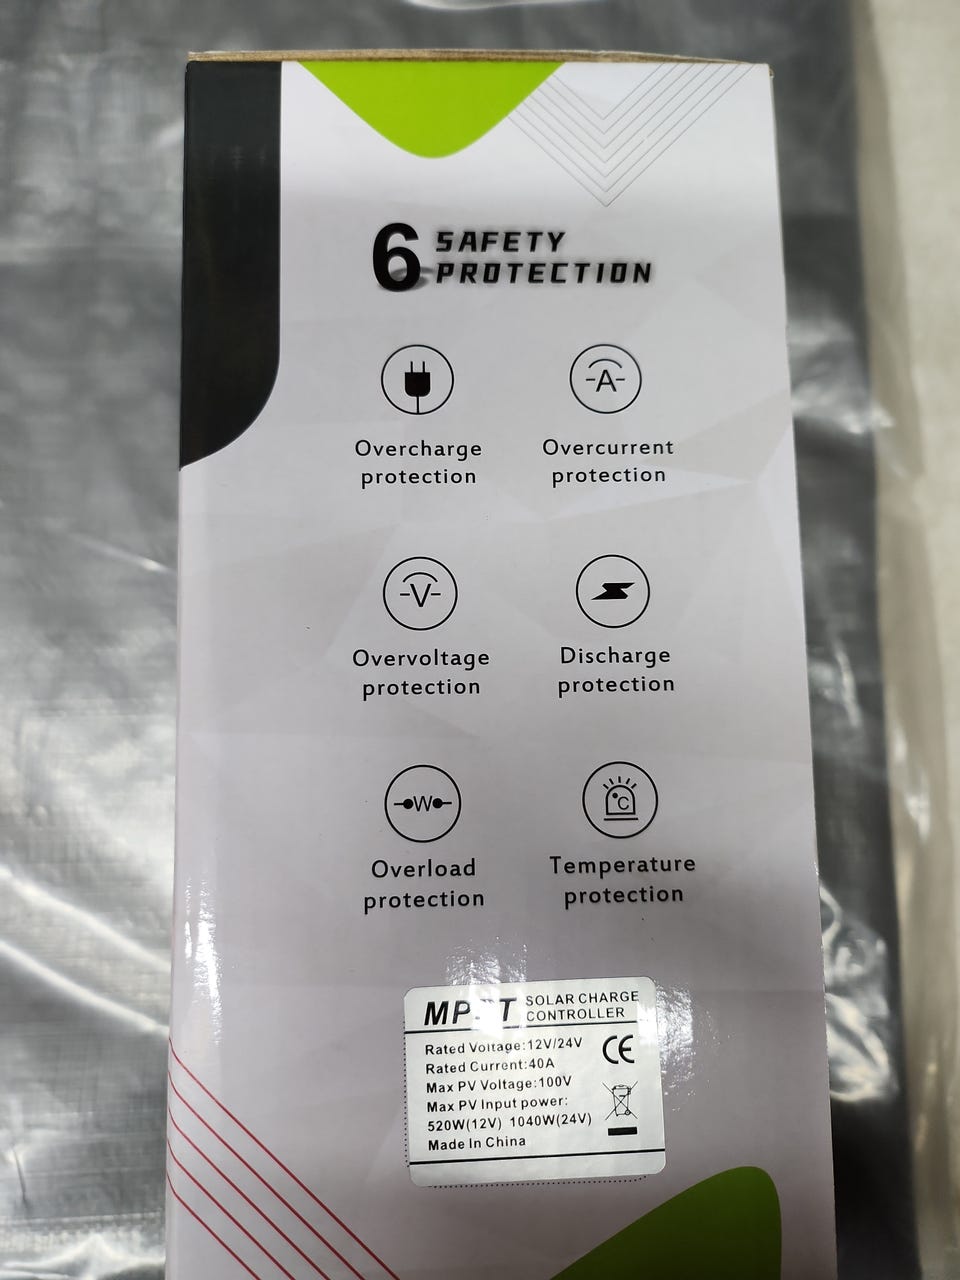 6 SAFETY
PROTECTION
A
Overcharge protection
Overcurrent protection
V
Overvoltage protection
Discharge protection
W
°C
Overload protection
Temperature protection
SOLAR CHARGE
CONTROLLER
Rated Voltage:12V/24V
CE
Rated Current:40A
Max PV Voltage:100V
Max PV Input power:
520W(12V) 1040W(24V)
Made In China